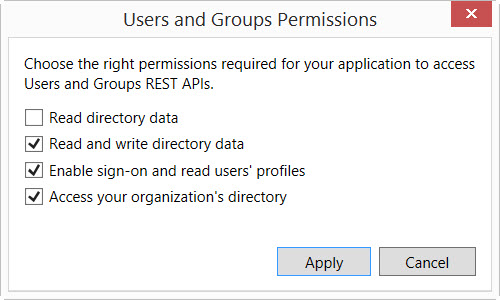 Users and Groups Permissions
Choose the right permissions required for your application to access
Users and Groups REST APIs.
Read directory data
Read and write directory data
Enable sign-on and read users' profiles
Access your organization's directory
Apply
Cancel